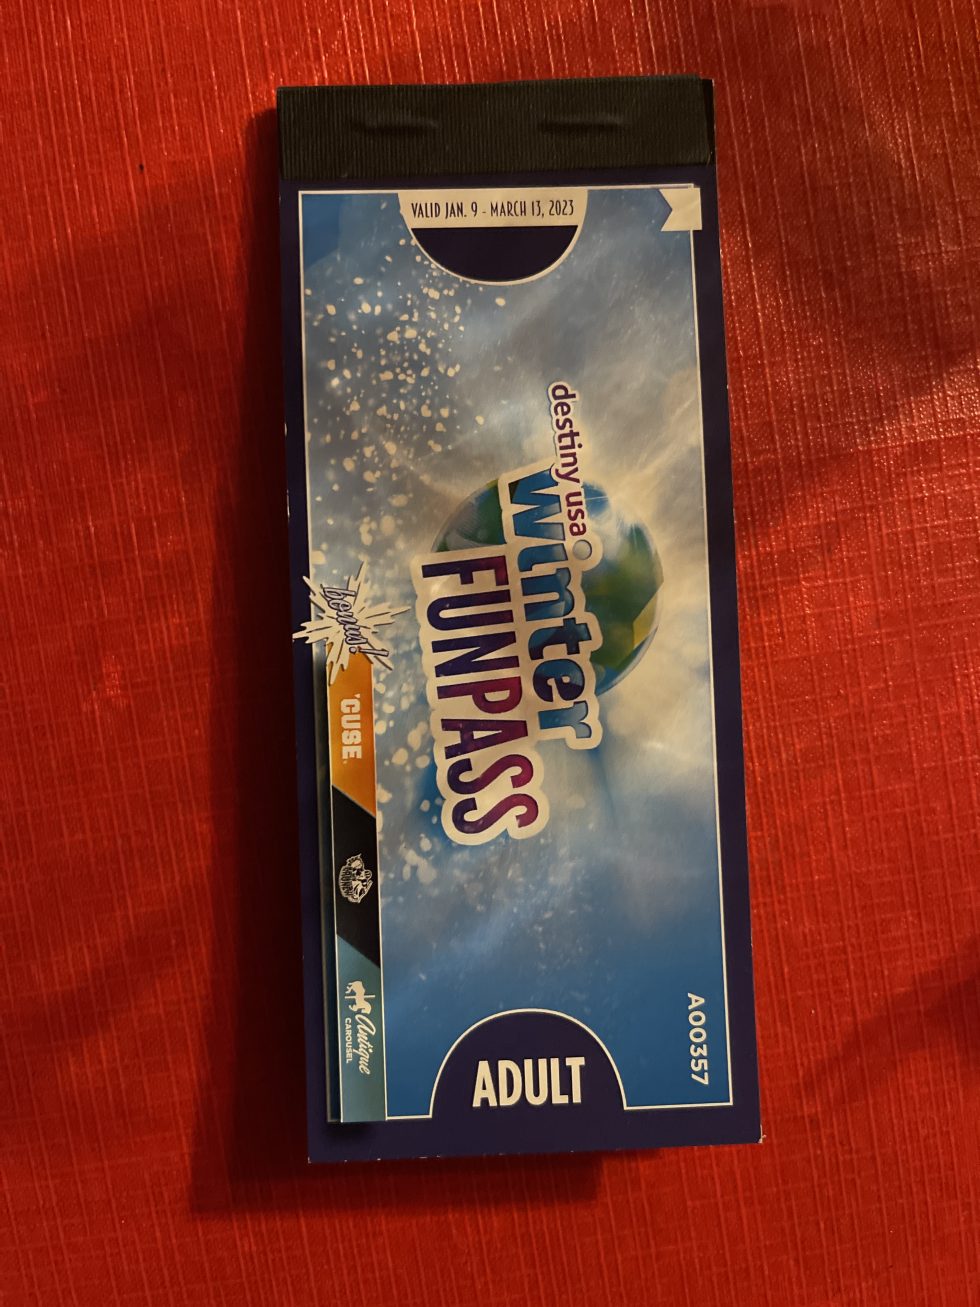 VALID JAN. 9 - MARCH 13, 2023
destiny usa
Winter
FUNPASS
bonus!
'CUSE
Antique
CAROUSEL
A00357
ADULT